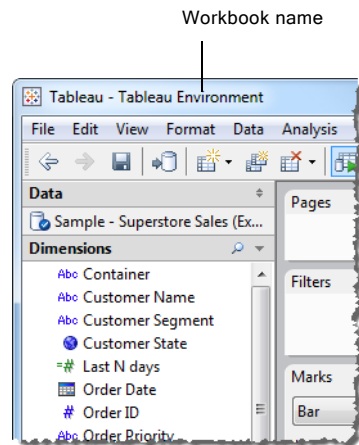 Workbook name
Tableau - Tableau Environment
File Edit View Format Data Analysis
Data
Pages
Sample - Superstore Sales (Ex...
Dimensions
Filters
Abc Container
Abc Customer Name
Abc Customer Segment
Customer State
=# Last N days
Marks
Order Date
# Order ID
Bar
Abc Order Priority